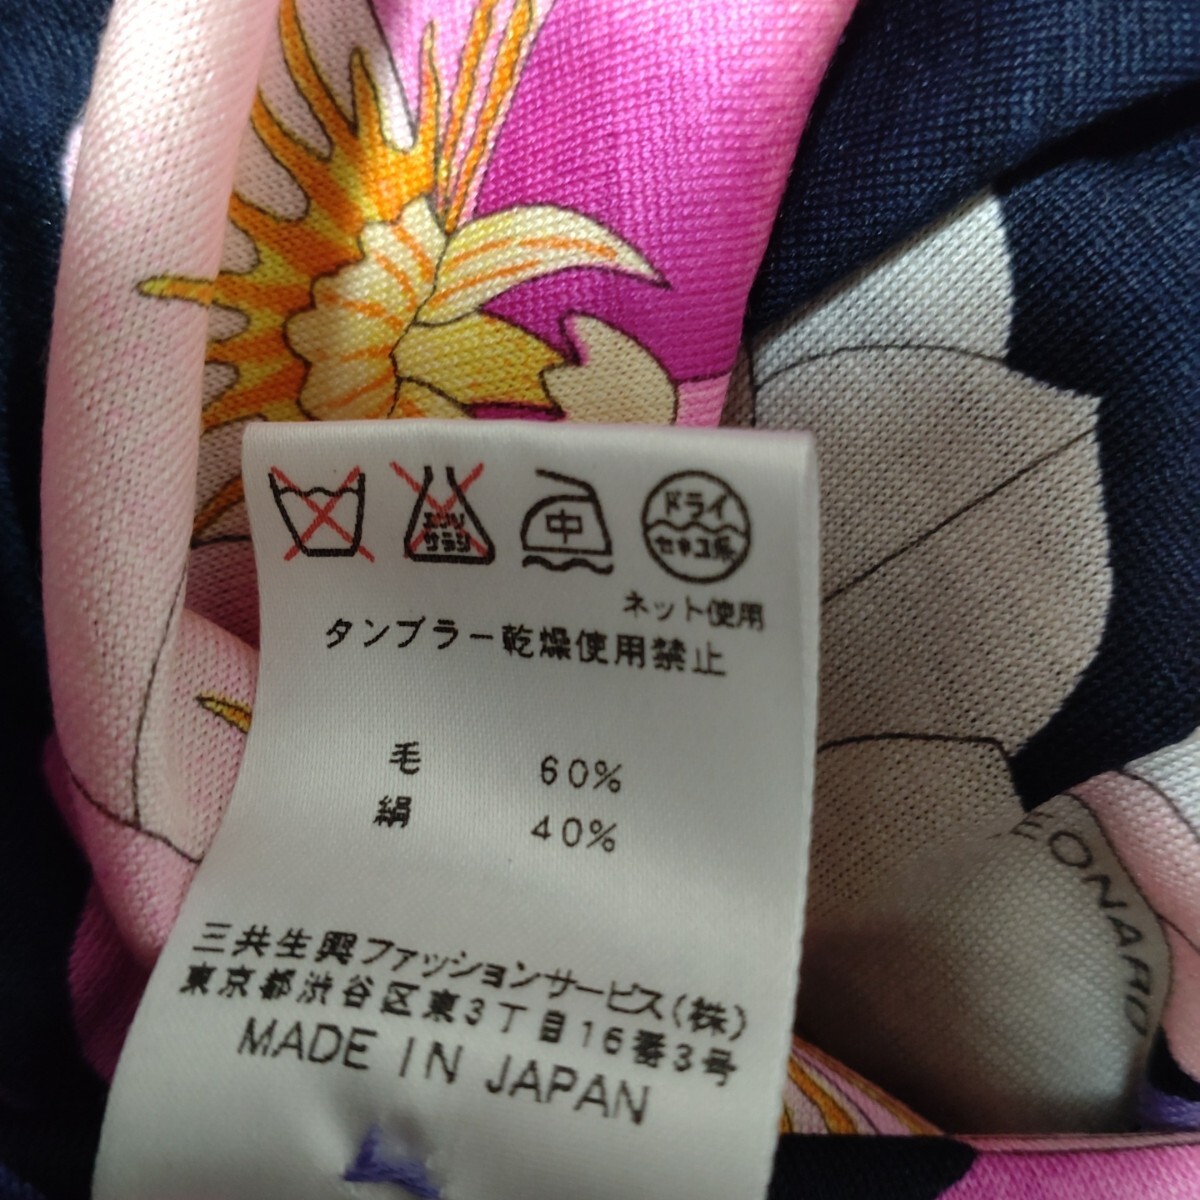 エンソ
サラシ
中
ドライ
セキユ系
ネット使用
タンブラー乾燥使用禁止
毛 60%
絹 40%
三共生興ファッションサービス(株)
東京都渋谷区東3丁目16番3号
MADE IN JAPAN
LEONARD